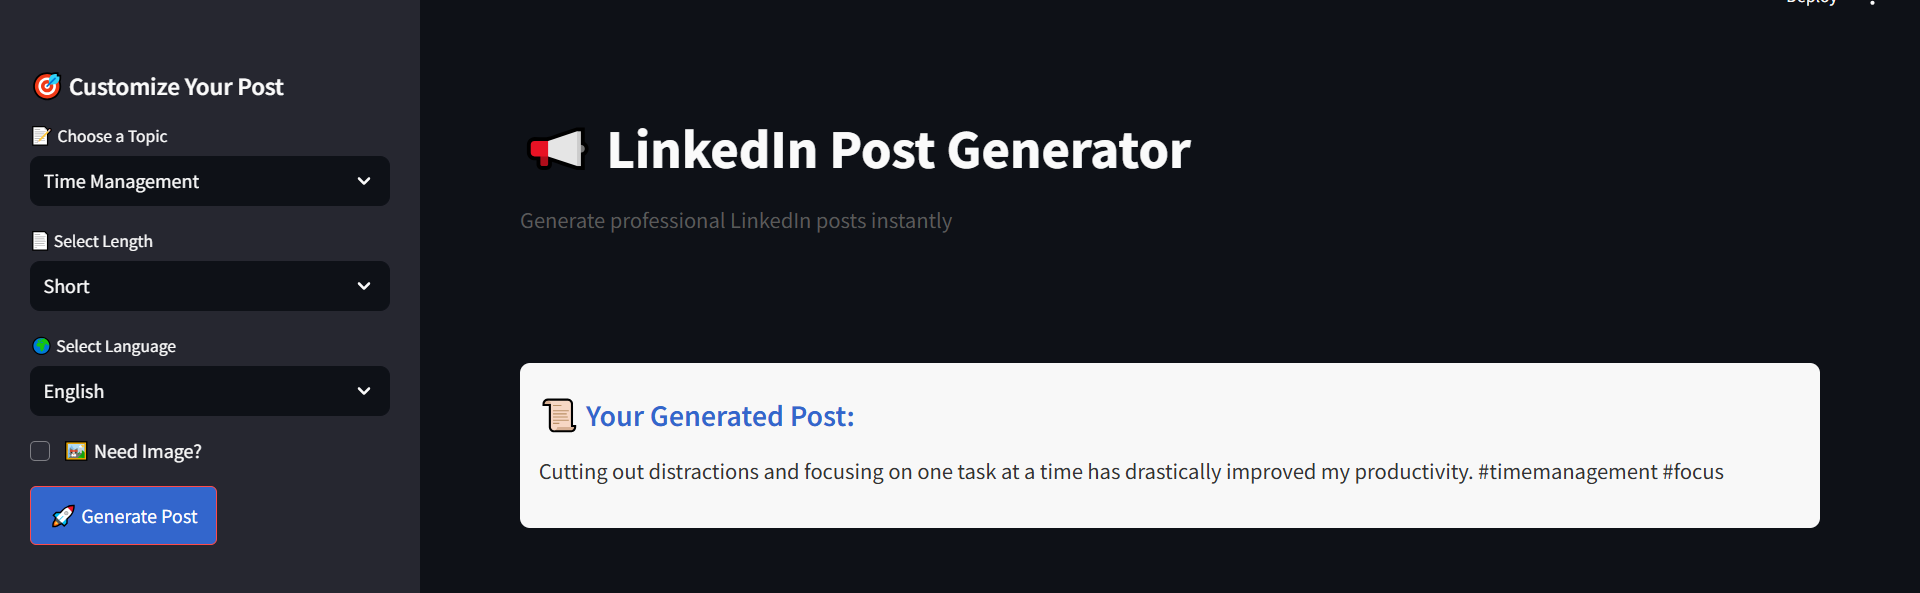 Deploy
🎯 Customize Your Post
📝 Choose a Topic
Time Management
📄 Select Length
Short
🌍 Select Language
English
🖼️ Need Image?
🚀 Generate Post
📢 LinkedIn Post Generator
Generate professional LinkedIn posts instantly
📜 Your Generated Post:
Cutting out distractions and focusing on one task at a time has drastically improved my productivity. #timemanagement #focus